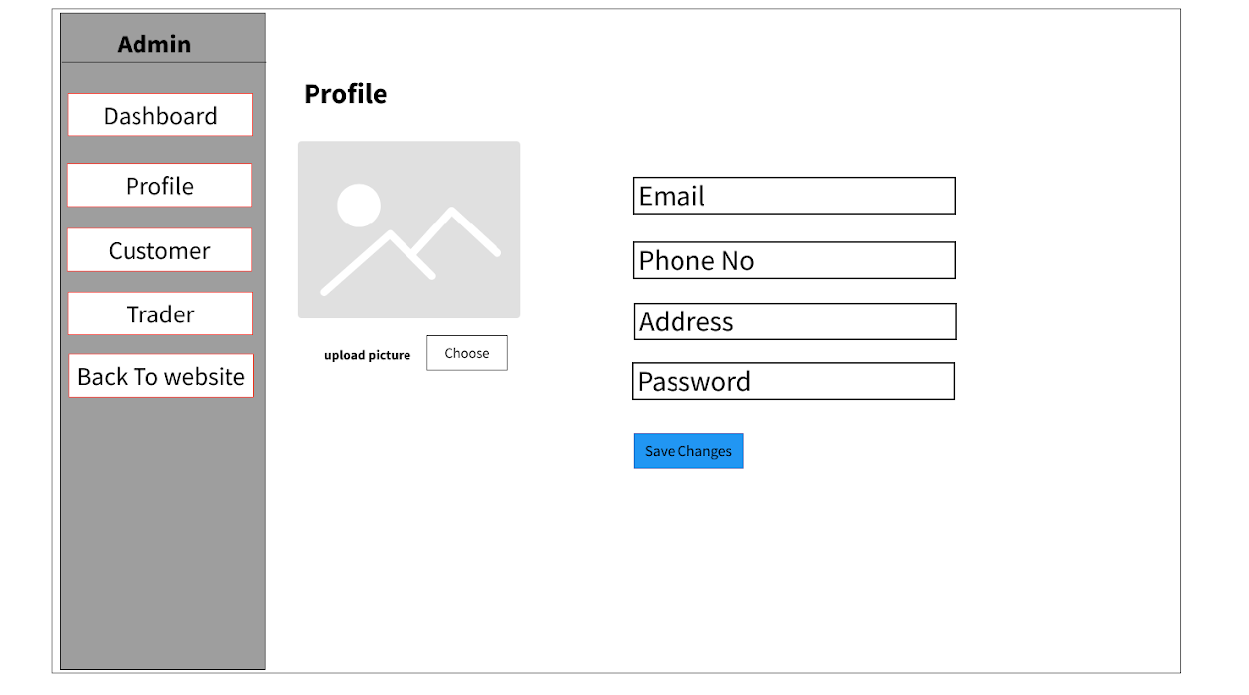 Admin
Dashboard
Profile
Customer
Trader
Back To website
Profile
upload picture
Choose
Email
Phone No
Address
Password
Save Changes